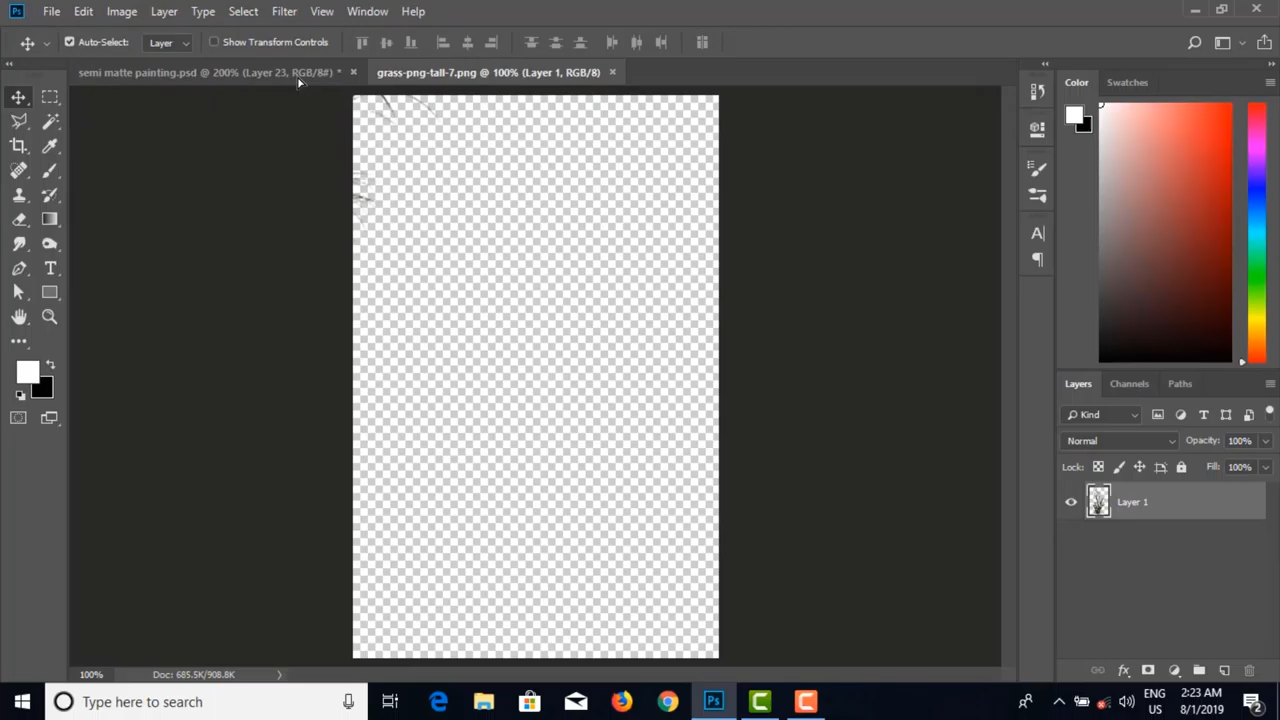 Ps File Edit Image Layer Type Select Filter View Window Help
Auto-Select: Layer Show Transform Controls
semi matte painting.psd @ 200% (Layer 23, RGB/8#) * × grass-png-tall-7.png @ 100% (Layer 1, RGB/8) ×
Color Swatches
Layers Channels Paths
Kind
Normal Opacity: 100%
Lock: Fill: 100%
Layer 1
100% Doc: 685.5K/908.8K
Type here to search
Ps
ENG
US
2:23 AM
8/1/2019
2